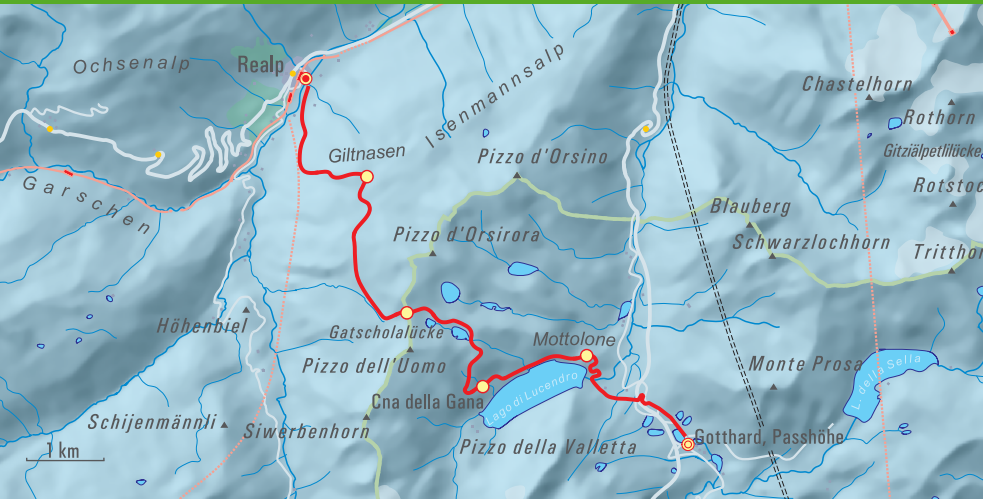 Ochsenalp
Realp
Isenmannsalp
Chastelhorn
Rothorn
Giltnasen
Pizzo d'Orsino
Gitziälpetlilücke
Garschen
Rotstoc
Blauberg
Pizzo d'Orsirora
Schwarzlochhorn
Tritthor
Höhenbiel
Gatscholalücke
Mottolone
Pizzo dell'Uomo
Monte Prosa
L. della Sella
Lago di Lucendro
Cna della Gana
Schijenmännli
Siwerbenhorn
Pizzo della Valletta
Gotthard, Passhöhe
1 km